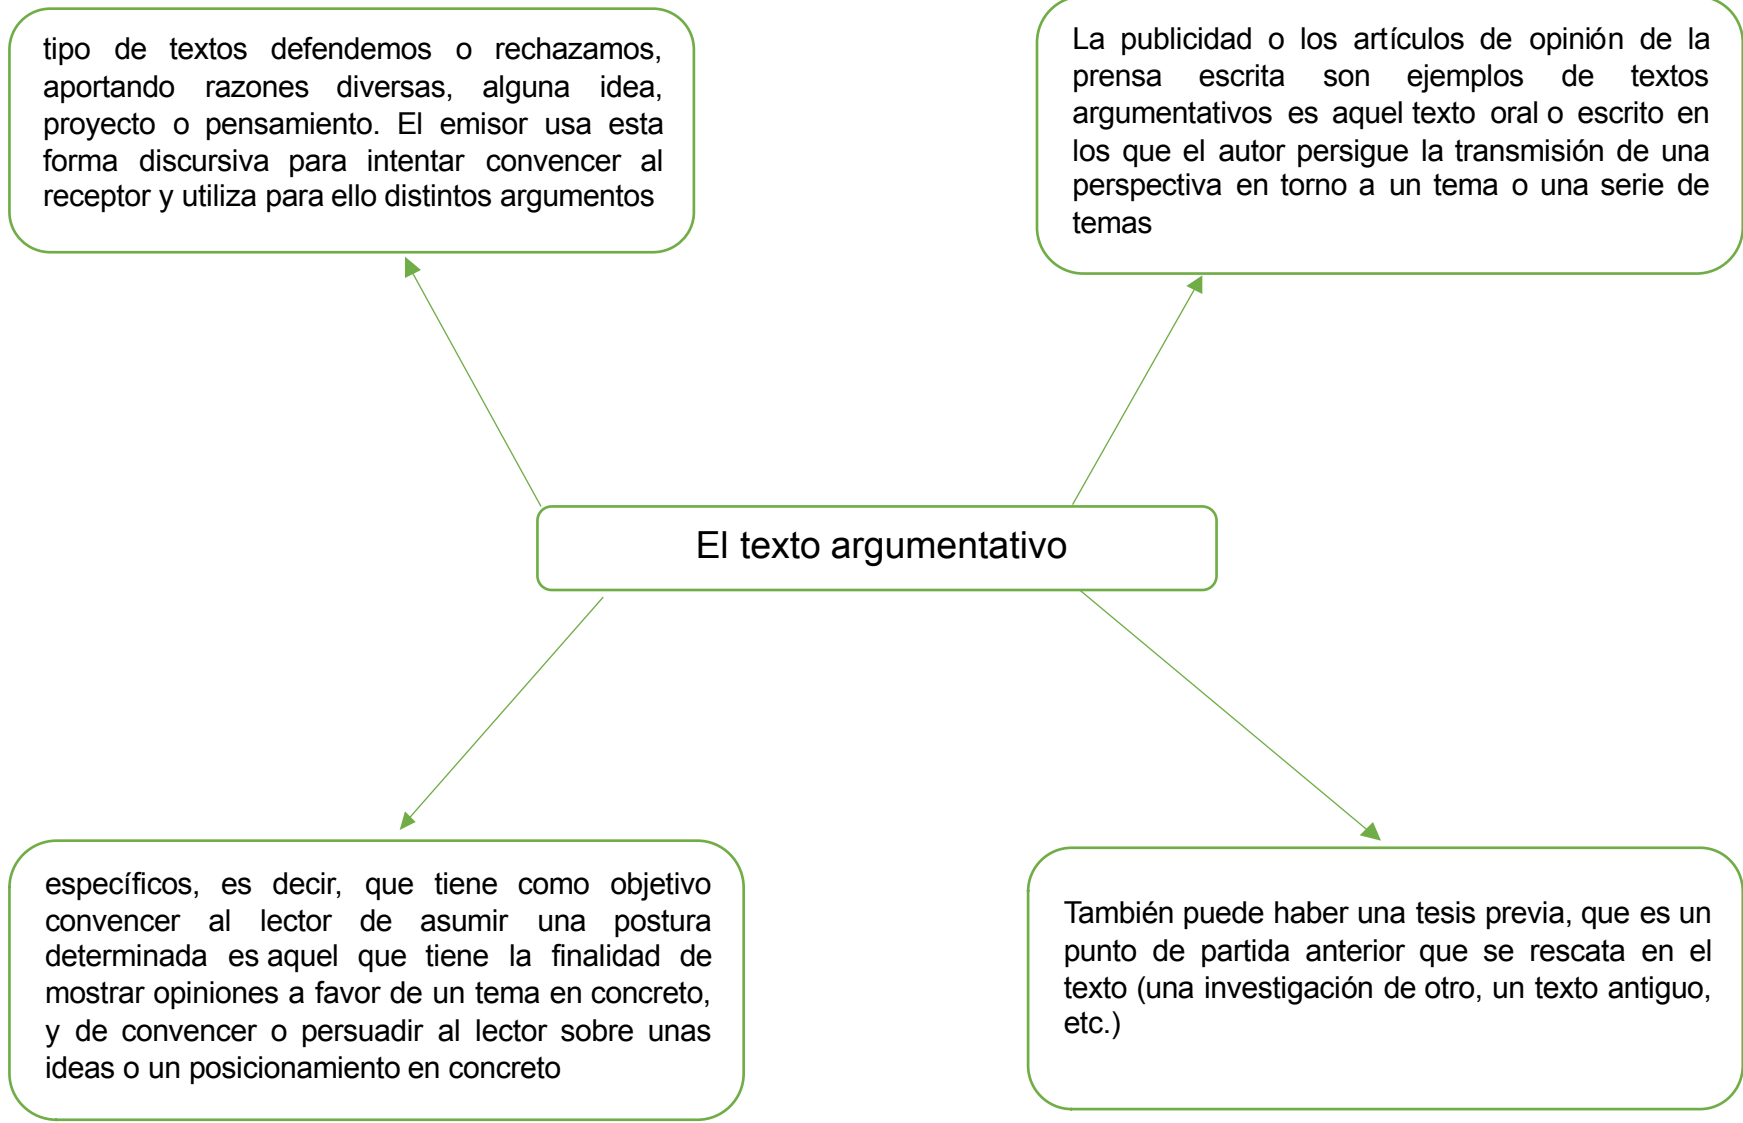 tipo de textos defendemos o rechazamos,
aportando razones diversas, alguna idea,
proyecto o pensamiento. El emisor usa esta
forma discursiva para intentar convencer al
receptor y utiliza para ello distintos argumentos
La publicidad o los artículos de opinión de la
prensa escrita son ejemplos de textos
argumentativos es aquel texto oral o escrito en
los que el autor persigue la transmisión de una
perspectiva en torno a un tema o una serie de
temas
El texto argumentativo
específicos, es decir, que tiene como objetivo
convencer al lector de asumir una postura
determinada es aquel que tiene la finalidad de
mostrar opiniones a favor de un tema en concreto,
y de convencer o persuadir al lector sobre unas
ideas o un posicionamiento en concreto
También puede haber una tesis previa, que es un
punto de partida anterior que se rescata en el
texto (una investigación de otro, un texto antiguo,
etc.)